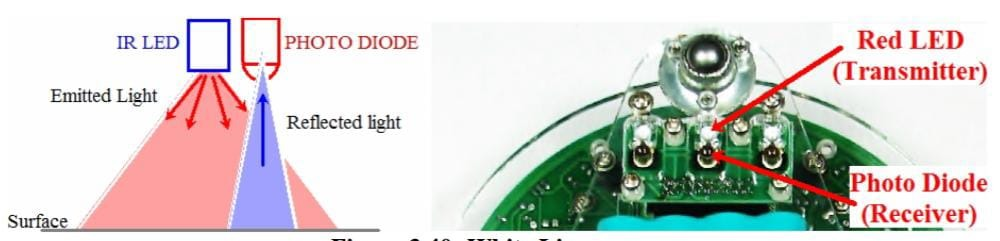 IR LED
PHOTO DIODE
Emitted Light
Reflected light
Surface
Red LED
(Transmitter)
Photo Diode
(Receiver)